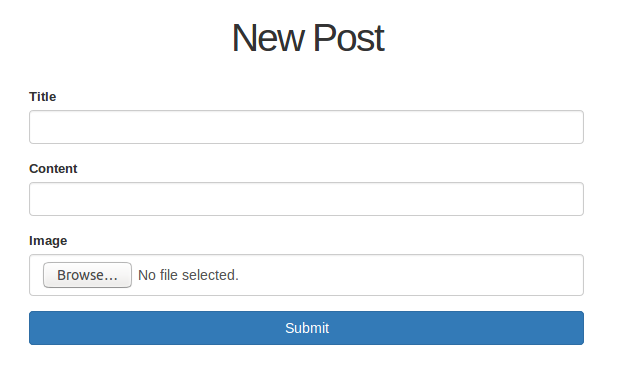 New Post
Title
Content
Image
Browse... No file selected.
Submit